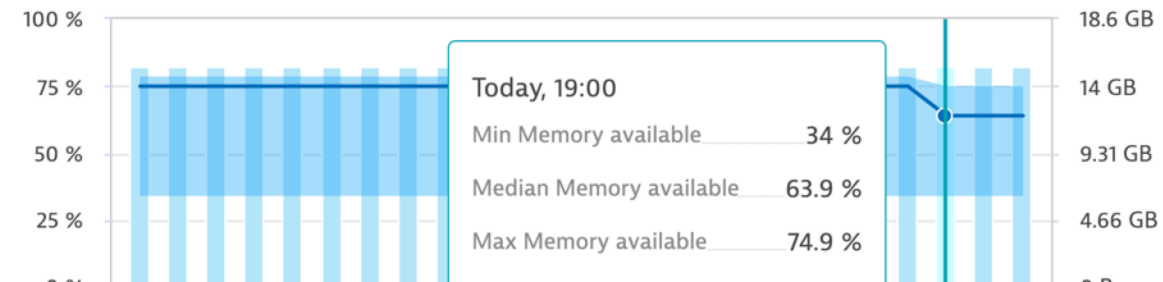 100 %
18.6 GB
Today, 19:00
75 %
14 GB
Min Memory available 34 %
50 %
9.31 GB
Median Memory available 63.9 %
25 %
4.66 GB
Max Memory available 74.9 %